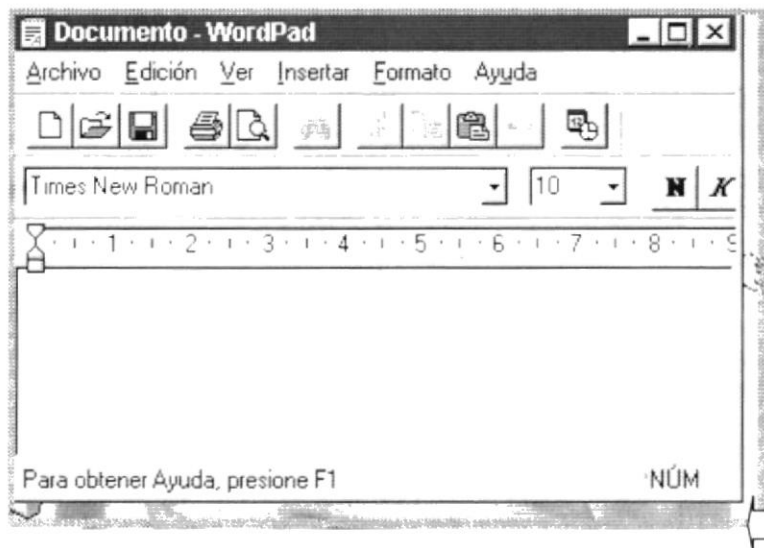 Documento - WordPad
Archivo Edición Ver Insertar Formato Ayuda
Times New Roman 10 N K
1 2 3 4 5 6 7 8 9
Para obtener Ayuda, presione F1 NÚM